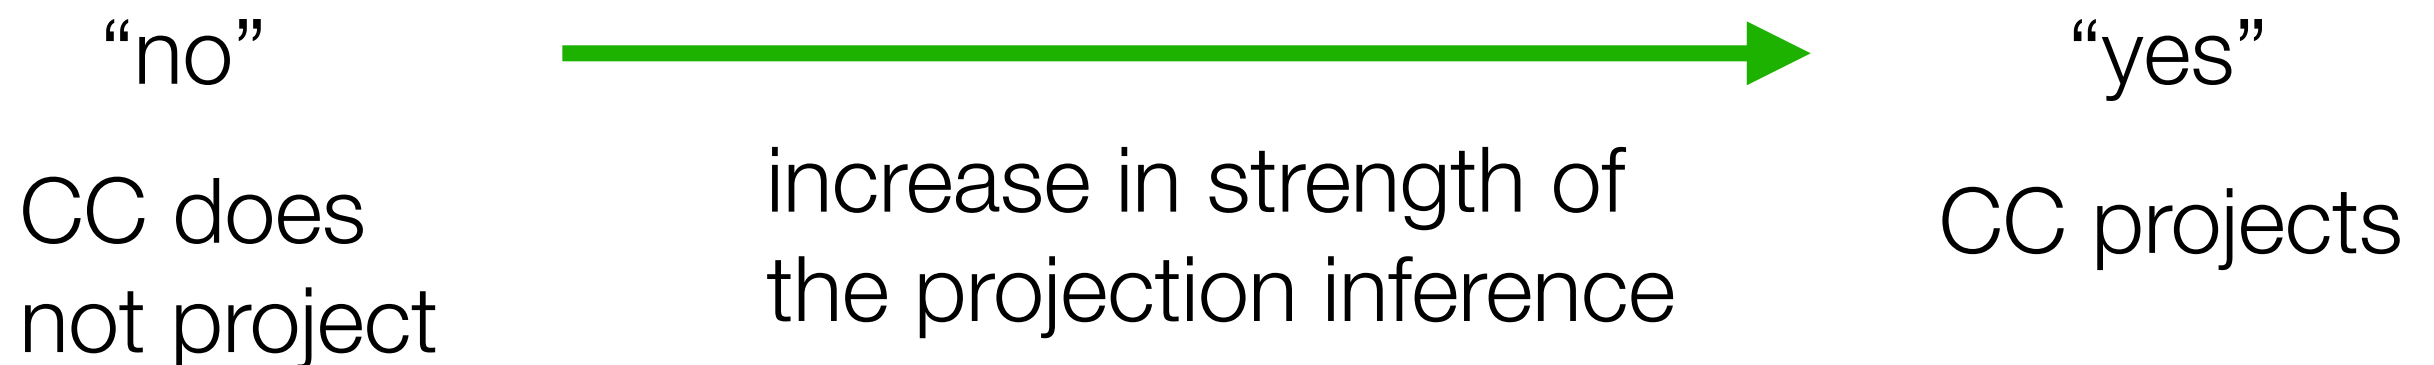 “no”
“yes”
CC does
not project
increase in strength of
the projection inference
CC projects